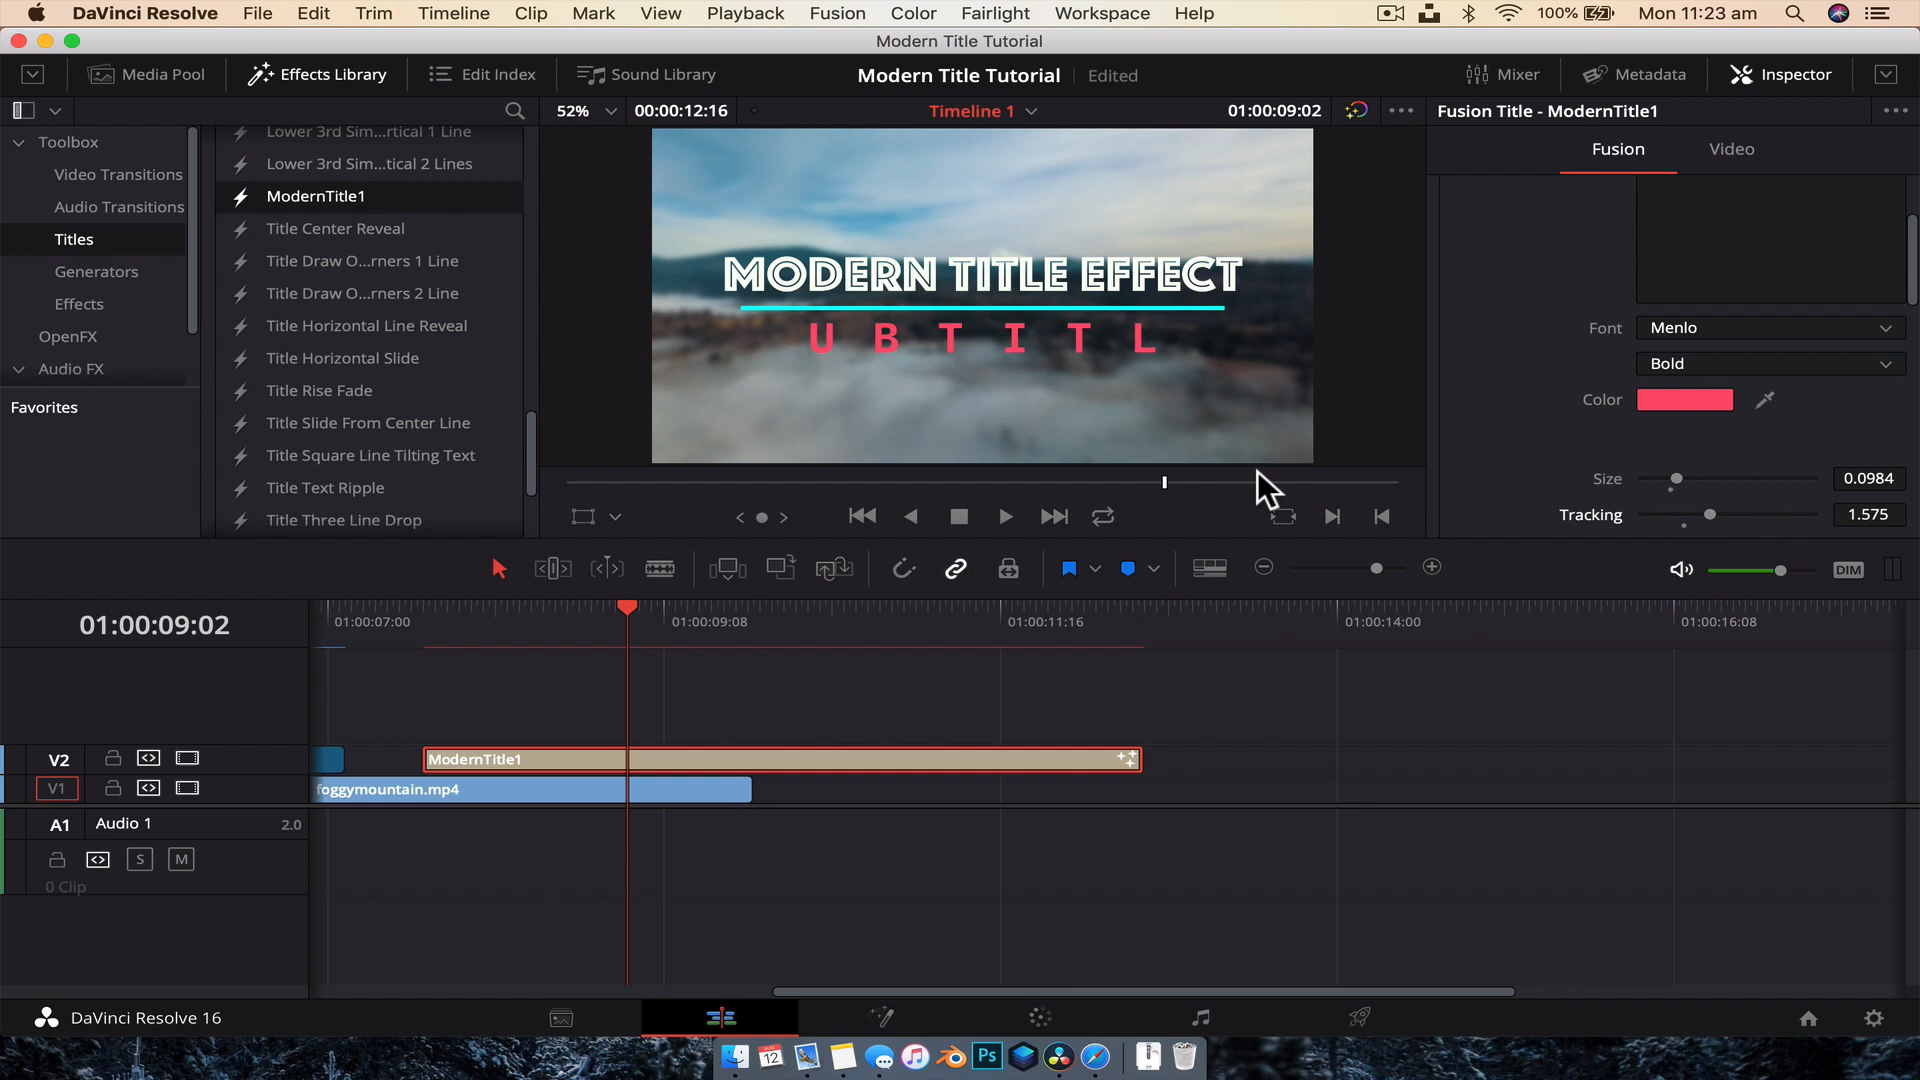 DaVinci Resolve File Edit Trim Timeline Clip Mark View Playback Fusion Color Fairlight Workspace Help 100% Mon 11:23 am
Modern Title Tutorial
Media Pool Effects Library Edit Index Sound Library Modern Title Tutorial Edited Mixer Metadata Inspector
52% 00:00:12:16 Timeline 1 01:00:09:02 Fusion Title - ModernTitle1
Toolbox
Video Transitions
Audio Transitions
Titles
Generators
Effects
OpenFX
Audio FX
Favorites
Lower 3rd Sim...rtical 1 Line
Lower 3rd Sim...tical 2 Lines
ModernTitle1
Title Center Reveal
Title Draw O...rners 1 Line
Title Draw O...rners 2 Line
Title Horizontal Line Reveal
Title Horizontal Slide
Title Rise Fade
Title Slide From Center Line
Title Square Line Tilting Text
Title Text Ripple
Title Three Line Drop
MODERN TITLE EFFECT
U B T I T L
Fusion Video
Font Menlo
Bold
Color
Size 0.0984
Tracking 1.575
DIM
01:00:09:02 01:00:07:00 01:00:09:08 01:00:11:16 01:00:14:00 01:00:16:08
V2 ModernTitle1
V1 foggymountain.mp4
A1 Audio 1 2.0
S M
0 Clip
DaVinci Resolve 16
AUG
12
Ps